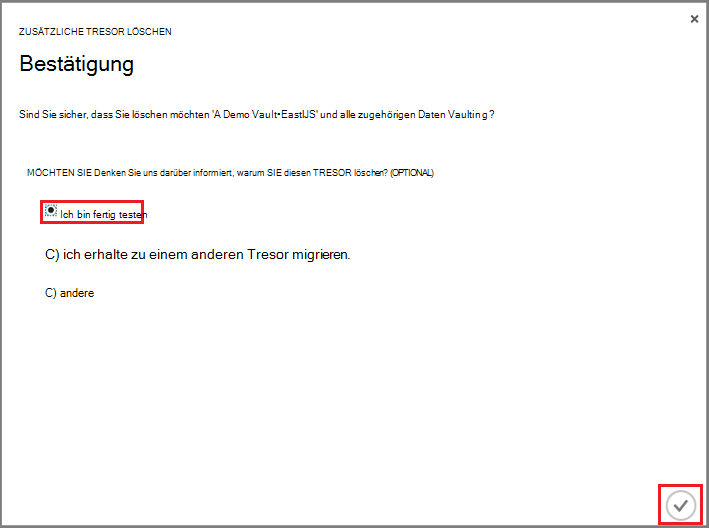 ZUSÄTZLICHE TRESOR LÖSCHEN
Bestätigung
Sind Sie sicher, dass Sie löschen möchten 'A Demo Vault•EastIJS' und alle zugehörigen Daten Vaulting?
MÖCHTEN SIE Denken Sie uns darüber informiert, warum SIE diesen TRESOR löschen? (OPTIONAL)
Ich bin fertig testen
C) ich erhalte zu einem anderen Tresor migrieren.
C) andere